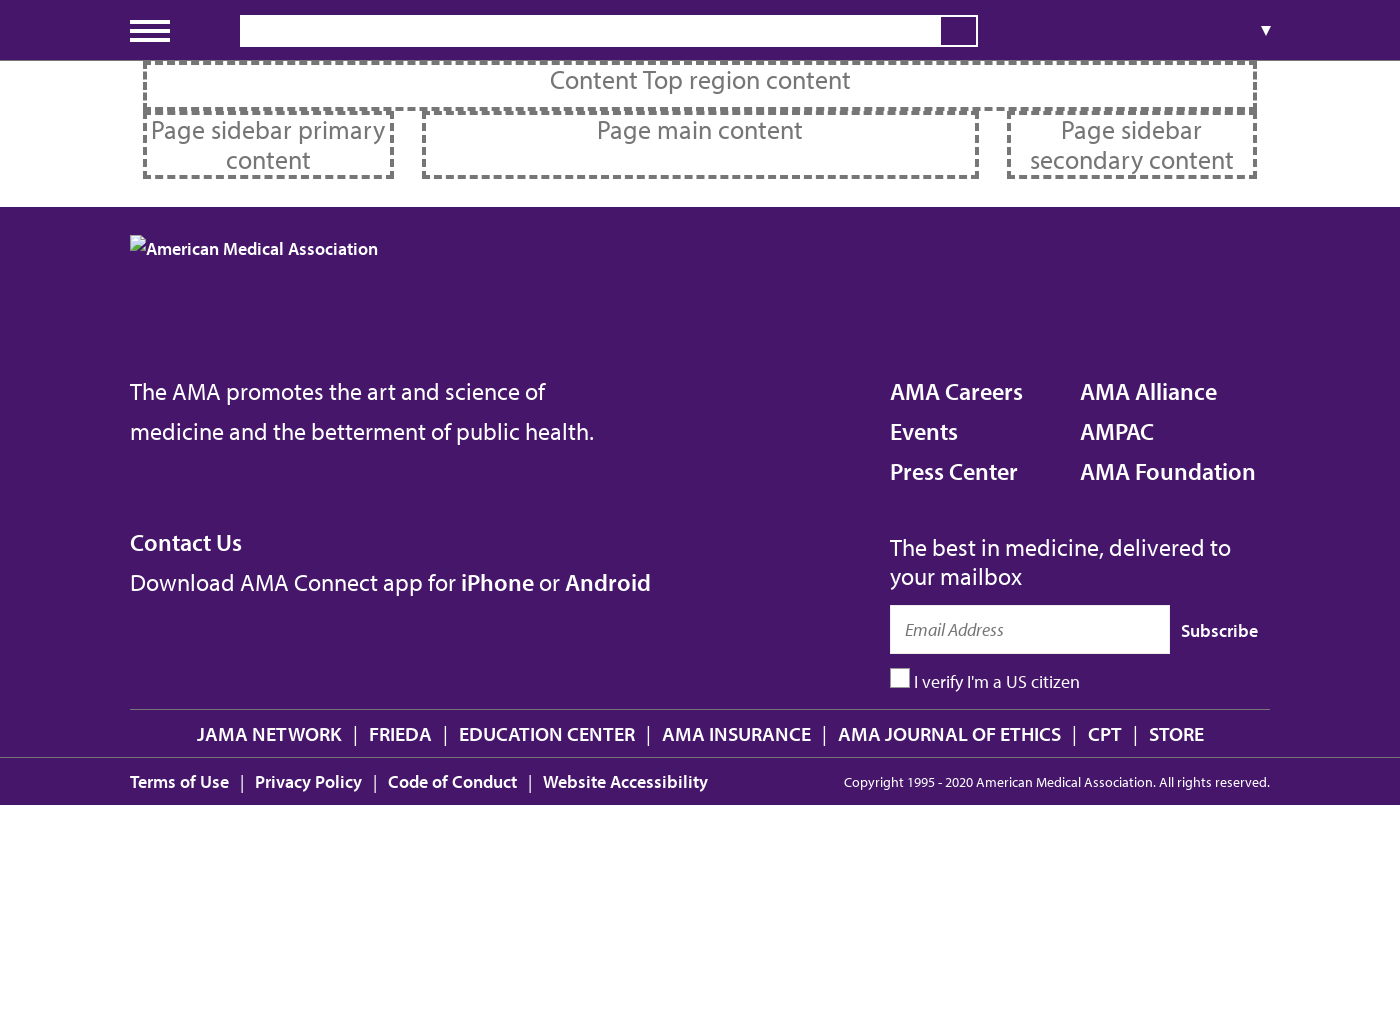 Content Top region content
Page sidebar primary
content
Page main content
Page sidebar
secondary content
American Medical Association
The AMA promotes the art and science of
medicine and the betterment of public health.
AMA Careers
Events
Press Center
AMA Alliance
AMPAC
AMA Foundation
Contact Us
Download AMA Connect app for iPhone or Android
The best in medicine, delivered to
your mailbox
Email Address
Subscribe
I verify I'm a US citizen
JAMA NETWORK | FRIEDA | EDUCATION CENTER | AMA INSURANCE | AMA JOURNAL OF ETHICS | CPT | STORE
Terms of Use | Privacy Policy | Code of Conduct | Website Accessibility
Copyright 1995 - 2020 American Medical Association. All rights reserved.